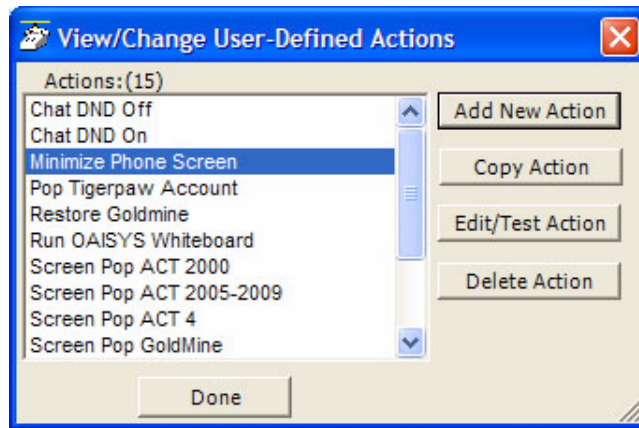 View/Change User-Defined Actions
Actions:(15)
Chat DND Off
Chat DND On
Minimize Phone Screen
Pop Tigerpaw Account
Restore Goldmine
Run OAISYS Whiteboard
Screen Pop ACT 2000
Screen Pop ACT 2005-2009
Screen Pop ACT 4
Screen Pop GoldMine
Add New Action
Copy Action
Edit/Test Action
Delete Action
Done